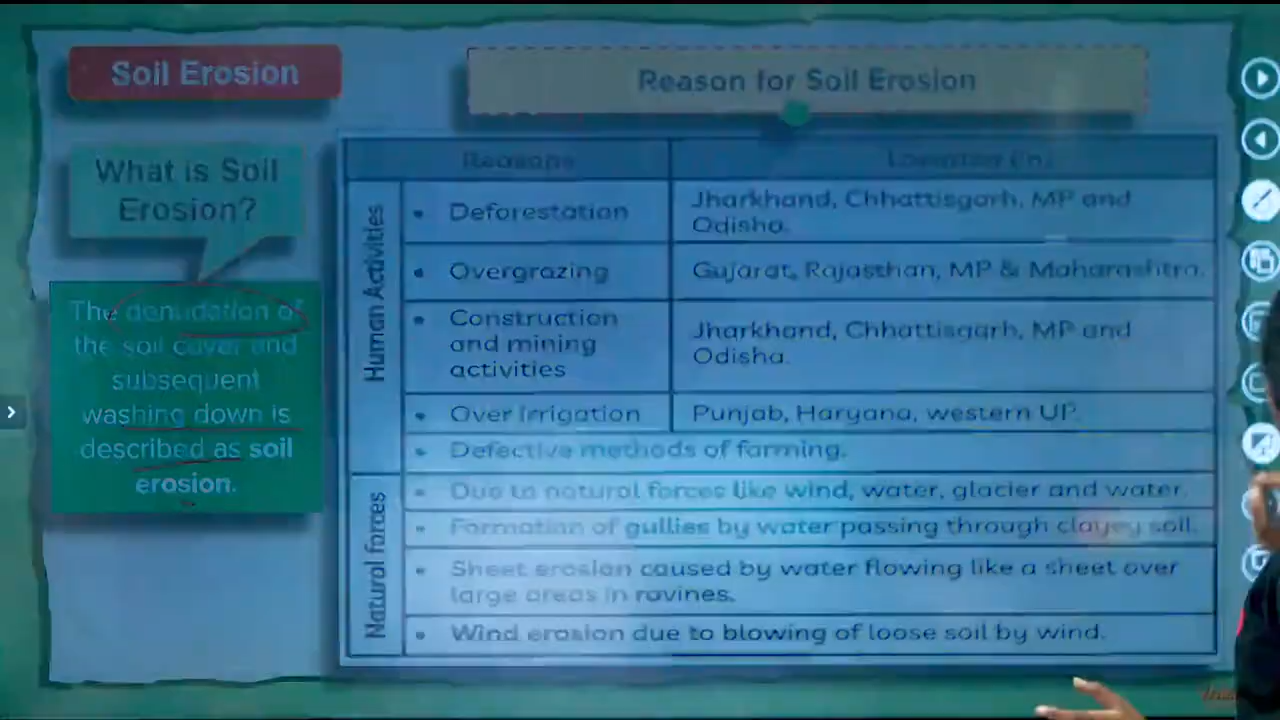 Soil Erosion
Reason for Soil Erosion
What is Soil
Erosion?
The denudation of
the soil cover and
subsequent
washing down is
described as soil
erosion.
Reasons
Location (in)
Human Activities
• Deforestation
Jharkhand, Chhattisgarh, MP and
Odisha.
• Overgrazing
Gujarat, Rajasthan, MP & Maharashtra.
• Construction
and mining
activities
Jharkhand, Chhattisgarh, MP and
Odisha.
• Over Irrigation
Punjab, Haryana, western UP.
• Defective methods of farming.
Natural forces
• Due to natural forces like wind, water, glacier and water.
• Formation of gullies by water passing through clayey soil.
• Sheet erosion caused by water flowing like a sheet over
large areas in ravines.
• Wind erosion due to blowing of loose soil by wind.